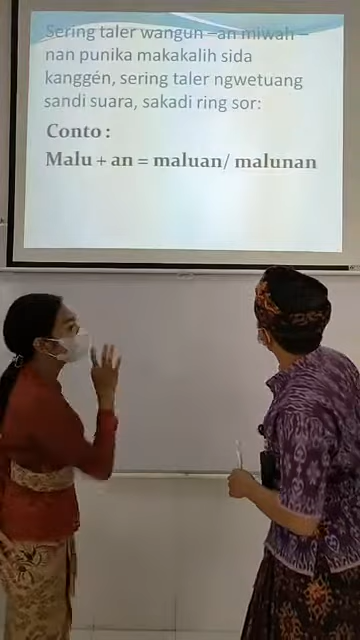 Sering taler wangun –an miwah –
nan punika makakalih sida
kanggén, sering taler ngwetuang
sandi suara, sakadi ring sor:
Conto :
Malu + an = maluan/ malunan